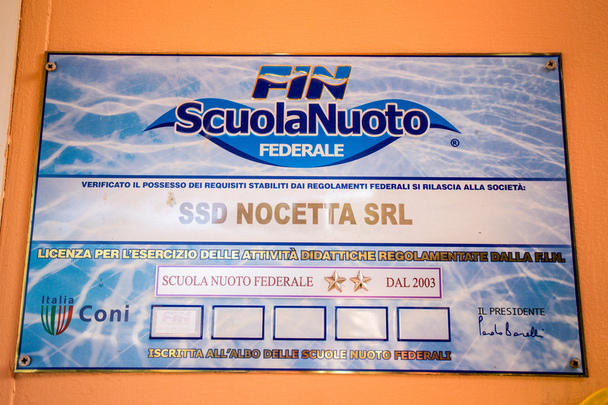 FIN
ScuolaNuoto
FEDERALE ®
VERIFICATO IL POSSESSO DEI REQUISITI STABILITI DAI REGOLAMENTI FEDERALI SI RILASCIA ALLA SOCIETÀ:
SSD NOCETTA SRL
LICENZA PER L'ESERCIZIO DELLE ATTIVITÀ DIDATTICHE REGOLAMENTATE DALLA F.I.N.
SCUOLA NUOTO FEDERALE DAL 2003
Italia
Coni
IL PRESIDENTE
ISCRITTA ALL'ALBO DELLE SCUOLE NUOTO FEDERALI